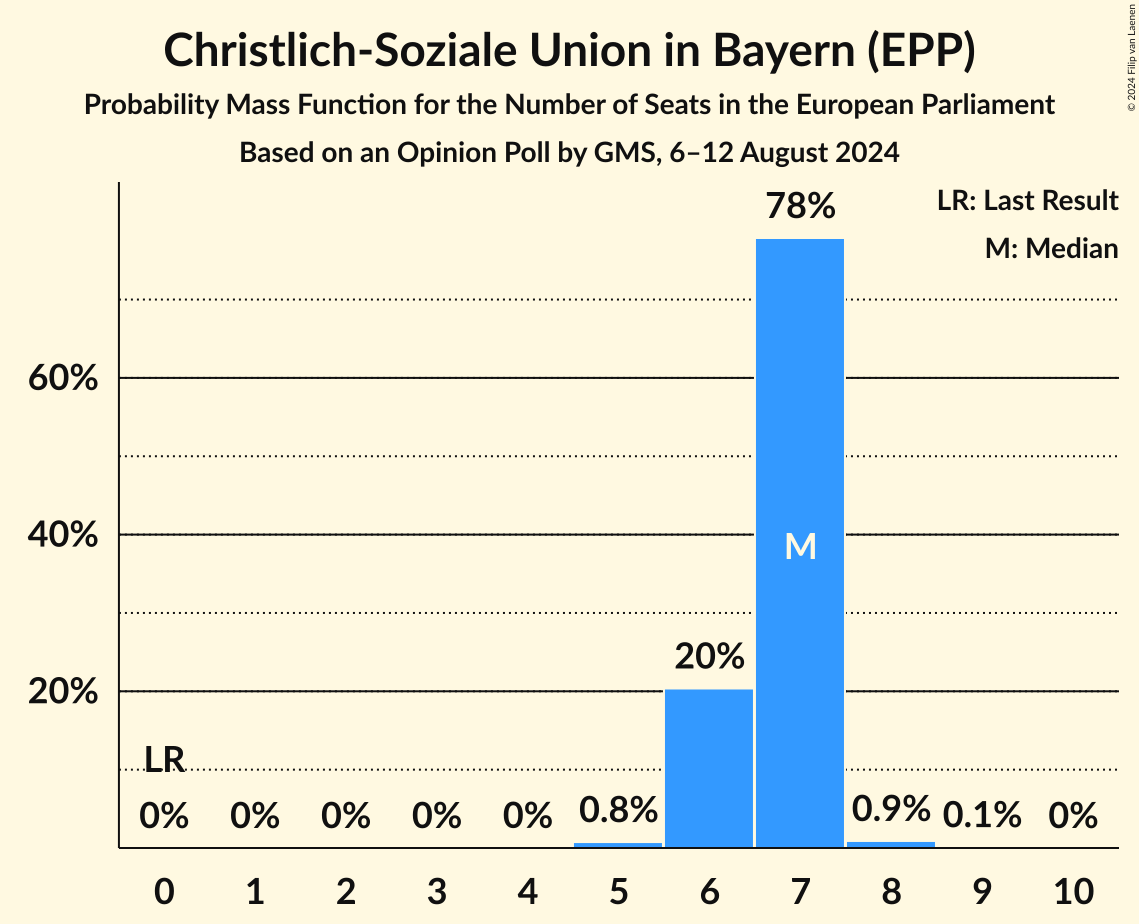 Christlich-Soziale Union in Bayern (EPP)
Probability Mass Function for the Number of Seats in the European Parliament
Based on an Opinion Poll by GMS, 6–12 August 2024
© 2024 Filip van Laenen
LR: Last Result
M: Median
78%
60%
40%
M
20%
20%
LR
0% 0% 0% 0% 0% 0.8% 0.9% 0.1% 0%
0 1 2 3 4 5 6 7 8 9 10